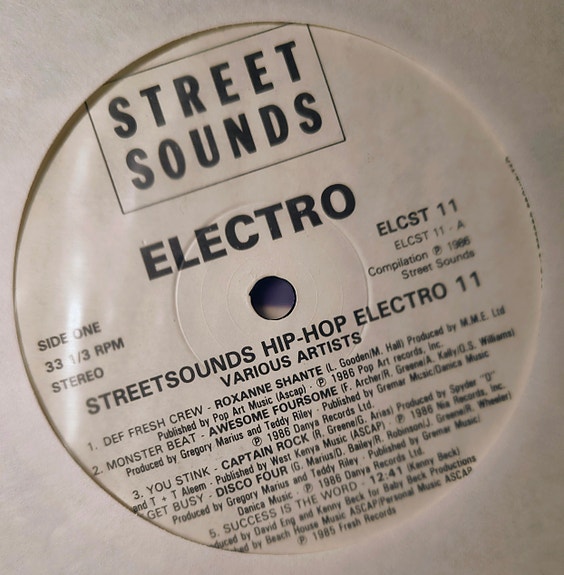 STREET
SOUNDS
ELECTRO
ELCST 11
ELCST 11 - A
Compilation ℗ 1986
Street Sounds
SIDE ONE
33 1/3 RPM
STEREO
STREETSOUNDS HIP-HOP ELECTRO 11
VARIOUS ARTISTS
1. DEF FRESH CREW - ROXANNE SHANTE (L. Gooden/M. Hall) Produced by M.M.E. Ltd
Published by Pop Art Music (Ascap) · ℗ 1986 Pop Art records, Inc.
2. MONSTER BEAT - AWESOME FOURSOME (F. Archer/R. Greene/A. Kelly/G.S. Williams)
Produced by Gregory Marius and Teddy Riley · Published by Gremar Music/Danica Music
℗ 1986 Danya Records Ltd.
3. YOU STINK - CAPTAIN ROCK (R. Greene/G. Arias) Produced by Spyder "D"
and T + T Aleem · Published by West Kenya Music (ASCAP) · ℗ 1986 Nia Records, Inc.
GET BUSY - DISCO FOUR (G. Marius/D. Bailey/R. Robinson/J. Greene/R. Wheeler)
Produced by Gregory Marius and Teddy Riley · Published by Gremar Music/
Danica Music · ℗ 1986 Danya Records Ltd.
5. SUCCESS IS THE WORD - 12:41 (Kenny Beck)
Produced by David Eng and Kenny Beck for Baby Beck Productions
by Beach House Music ASCAP/Personal Music ASCAP
℗ 1985 Fresh Records